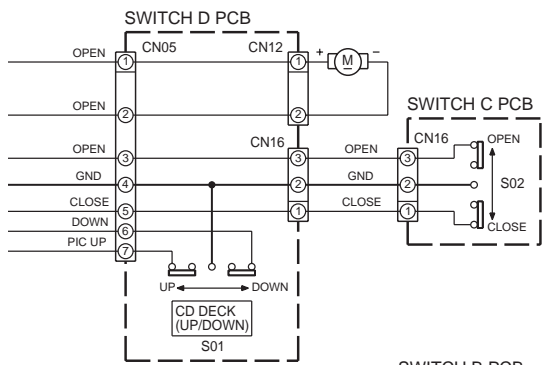 SWITCH D PCB
OPEN
CN05
CN12
1
1
+ M −
OPEN
2
2
SWITCH C PCB
CN16
CN16
OPEN
OPEN
3
3
OPEN
3
GND
4
2
GND
2
S02
CLOSE
5
1
CLOSE
1
CLOSE
DOWN
6
PIC UP
7
UP
DOWN
CD DECK
(UP/DOWN)
S01